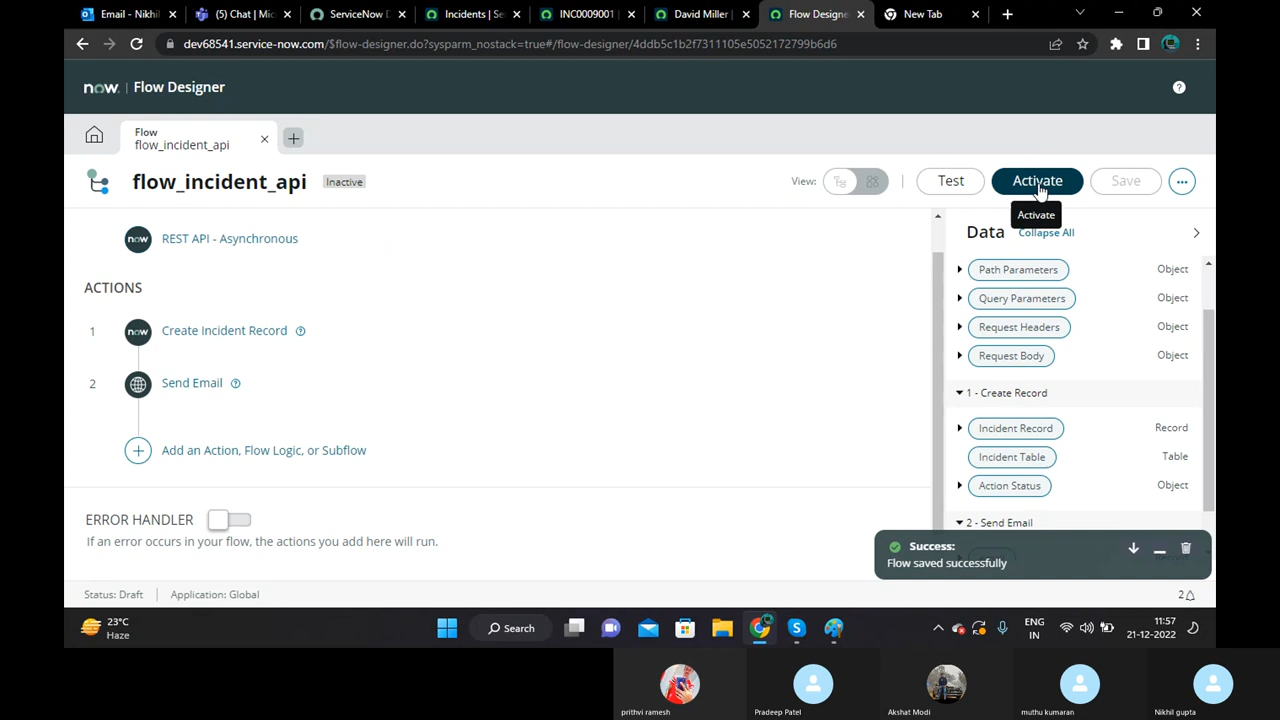 Email - Nikhil
(5) Chat | Mic
ServiceNow D
Incidents | Se
INC0009001
David Miller |
Flow Designe
New Tab
dev68541.service-now.com/$flow-designer.do?sysparm_nostack=true#/flow-designer/4ddb5c1b2f7311105e5052172799b6d6
now. Flow Designer
Flow
flow_incident_api
flow_incident_api Inactive
View: Test Activate Save
Activate
REST API - Asynchronous
ACTIONS
1 now Create Incident Record
2 Send Email
Add an Action, Flow Logic, or Subflow
ERROR HANDLER
If an error occurs in your flow, the actions you add here will run.
Data Collapse All
Path Parameters Object
Query Parameters Object
Request Headers Object
Request Body Object
1 - Create Record
Incident Record Record
Incident Table Table
Action Status Object
2 - Send Email
Success:
Flow saved successfully
Status: Draft Application: Global 2
23°C
Haze
Search
ENG
IN
11:57
21-12-2022
prithvi ramesh
Pradeep Patel
Akshat Modi
muthu kumaran
Nikhil gupta